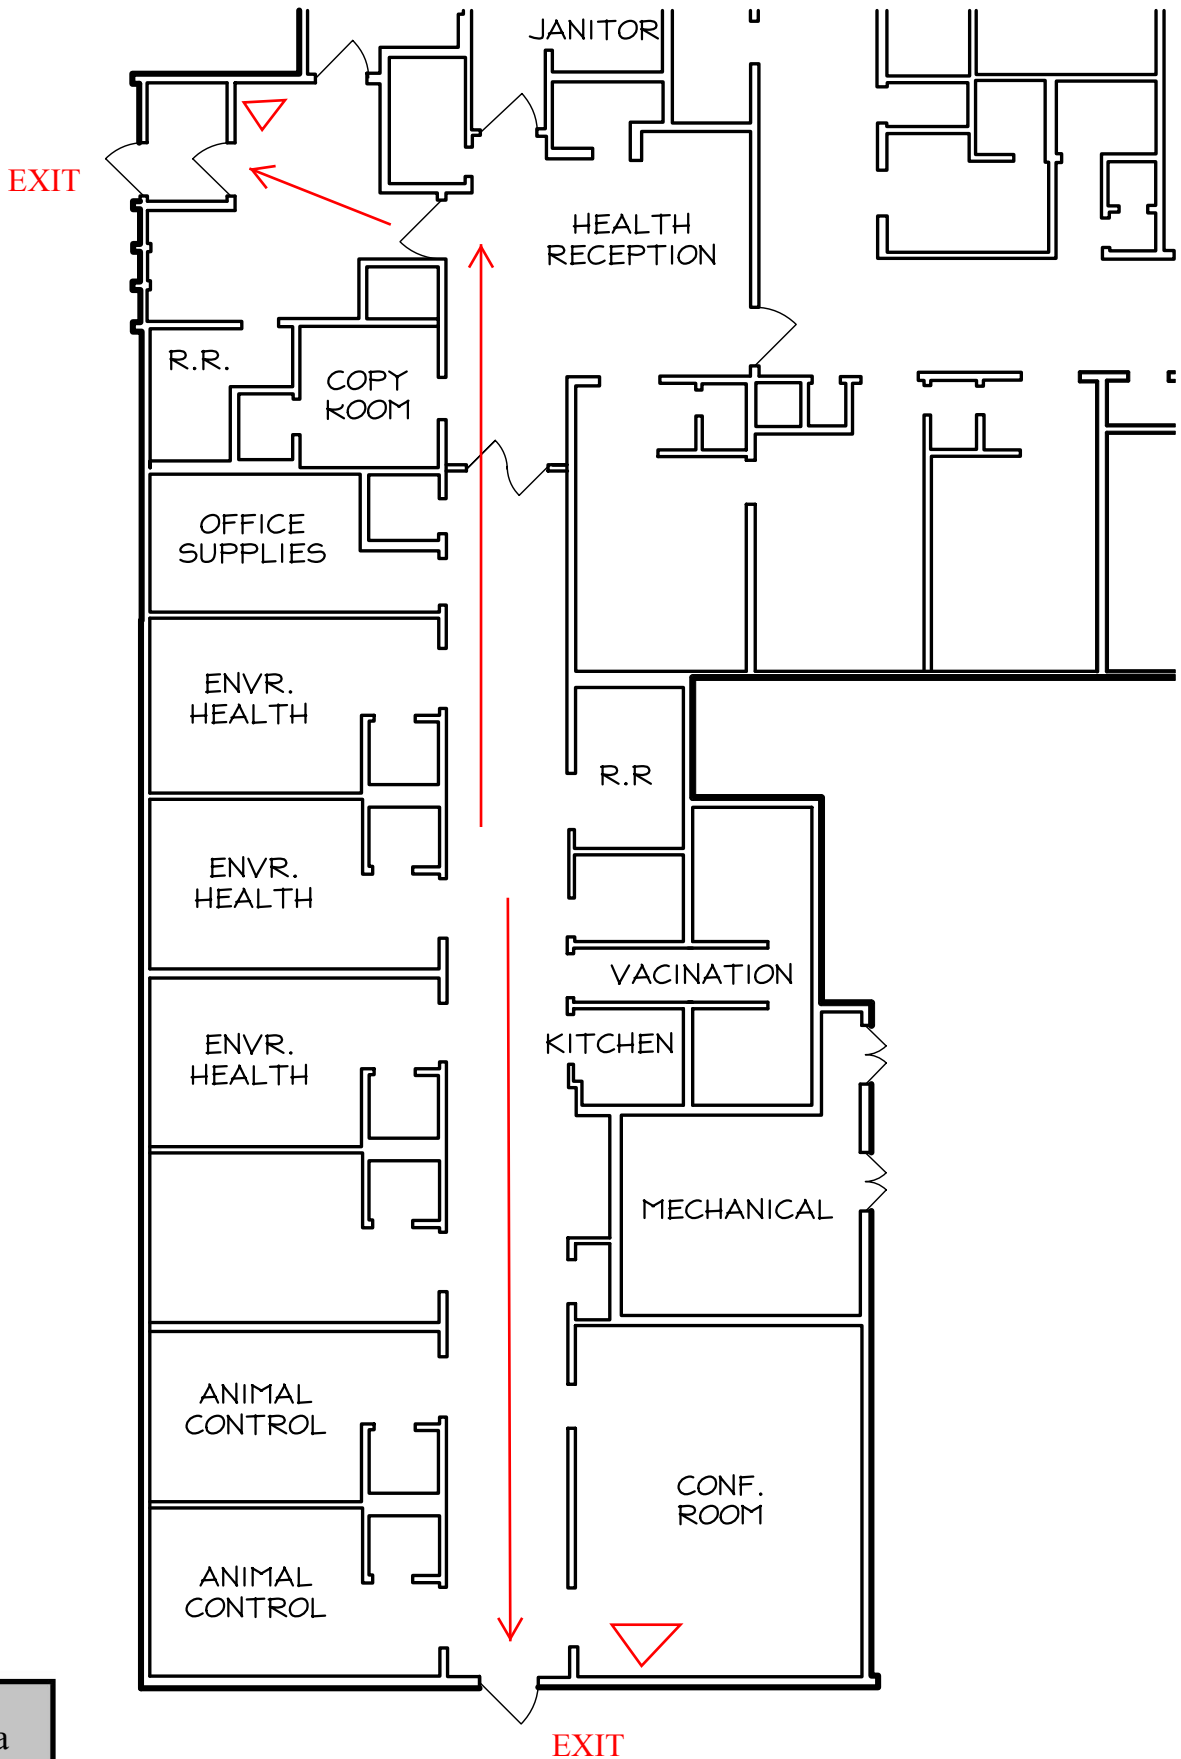 JANITOR
EXIT
HEALTH
RECEPTION
R.R.
COPY
ROOM
OFFICE
SUPPLIES
ENVR.
HEALTH
R.R
ENVR.
HEALTH
VACINATION
ENVR.
HEALTH
KITCHEN
MECHANICAL
ANIMAL
CONTROL
CONF.
ROOM
ANIMAL
CONTROL
a
EXIT